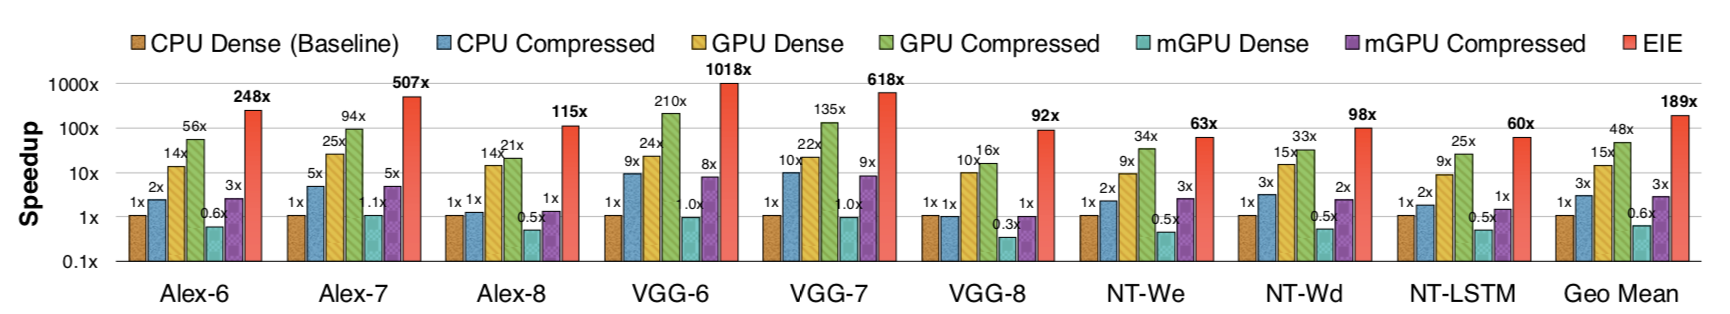 CPU Dense (Baseline) CPU Compressed GPU Dense GPU Compressed mGPU Dense mGPU Compressed EIE
Speedup
1000x
100x
10x
1x
0.1x
1x 2x 14x 56x 0.6x 3x 248x
1x 5x 25x 94x 1.1x 5x 507x
1x 1x 14x 21x 0.5x 1x 115x
1x 9x 24x 210x 1.0x 8x 1018x
1x 10x 22x 135x 1.0x 9x 618x
1x 1x 10x 16x 0.3x 1x 92x
1x 2x 9x 34x 0.5x 3x 63x
1x 3x 15x 33x 0.5x 2x 98x
1x 2x 9x 25x 0.5x 1x 60x
1x 3x 15x 48x 0.6x 3x 189x
Alex-6 Alex-7 Alex-8 VGG-6 VGG-7 VGG-8 NT-We NT-Wd NT-LSTM Geo Mean